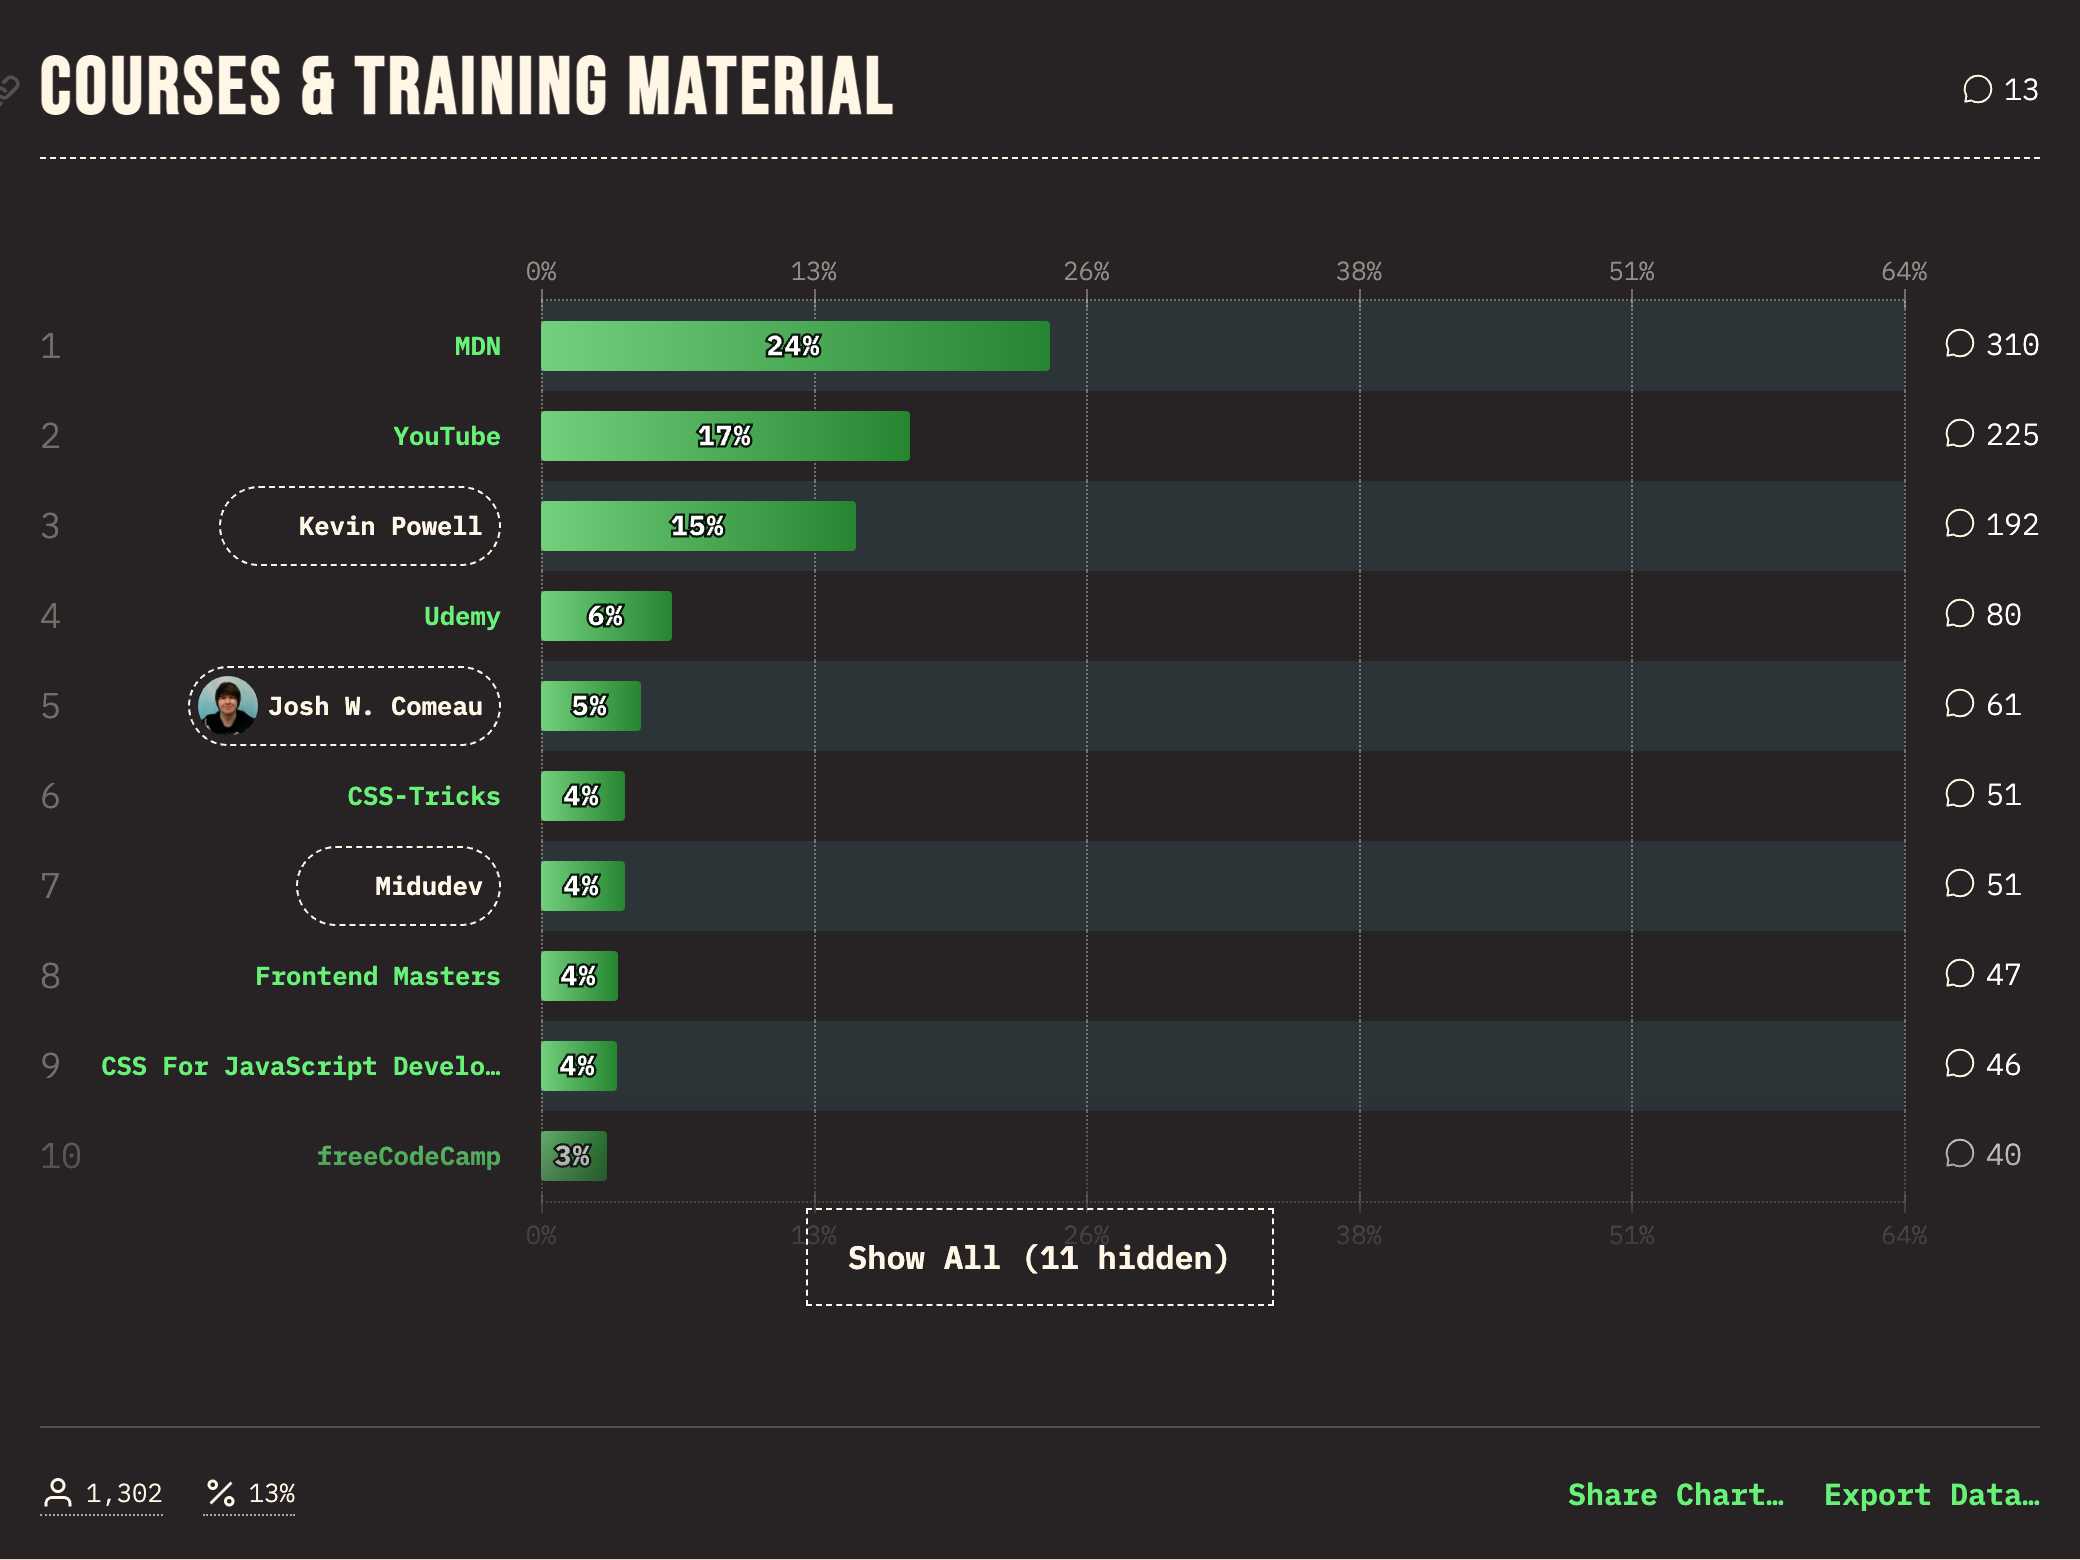 COURSES & TRAINING MATERIAL
13
0% 13% 26% 38% 51% 64%
1 MDN 24% 310
2 YouTube 17% 225
3 Kevin Powell 15% 192
4 Udemy 6% 80
5 Josh W. Comeau 5% 61
6 CSS-Tricks 4% 51
7 Midudev 4% 51
8 Frontend Masters 4% 47
9 CSS For JavaScript Develo… 4% 46
10 freeCodeCamp 3% 40
0% 13% 26% 38% 51% 64%
Show All (11 hidden)
1,302 13% Share Chart… Export Data…